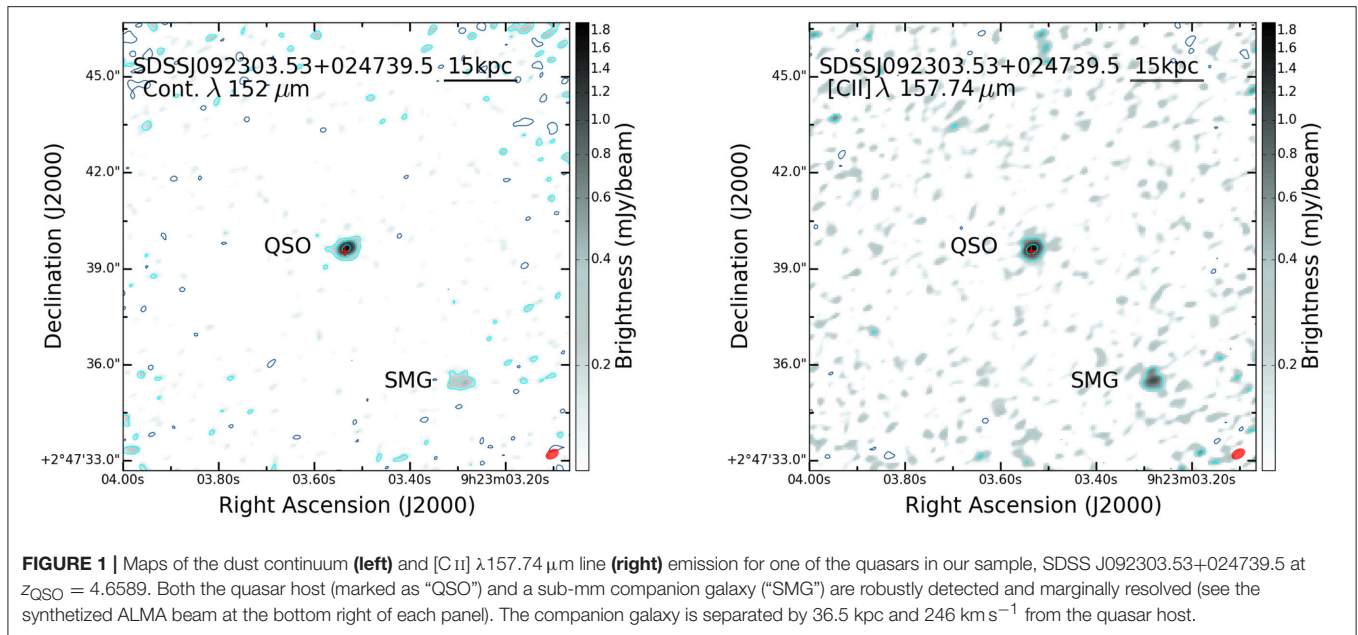 SDSSJ092303.53+024739.5 15kpc
Cont. λ 152 μm
QSO
SMG
45.0"
42.0"
39.0"
36.0"
+2°47'33.0"
Declination (J2000)
04.00s 03.80s 03.60s 03.40s 9h23m03.20s
Right Ascension (J2000)
1.8
1.6
1.4
1.2
1.0
0.8
0.6
0.4
0.2
Brightness (mJy/beam)
SDSSJ092303.53+024739.5 15kpc
[CII] λ 157.74 μm
QSO
SMG
45.0"
42.0"
39.0"
36.0"
+2°47'33.0"
Declination (J2000)
04.00s 03.80s 03.60s 03.40s 9h23m03.20s
Right Ascension (J2000)
1.8
1.6
1.4
1.2
1.0
0.8
0.6
0.4
0.2
Brightness (mJy/beam)
FIGURE 1 | Maps of the dust continuum (left) and [C II] λ157.74 μm line (right) emission for one of the quasars in our sample, SDSS J092303.53+024739.5 at
zQSO = 4.6589. Both the quasar host (marked as “QSO”) and a sub-mm companion galaxy (“SMG”) are robustly detected and marginally resolved (see the
synthetized ALMA beam at the bottom right of each panel). The companion galaxy is separated by 36.5 kpc and 246 km s−1 from the quasar host.